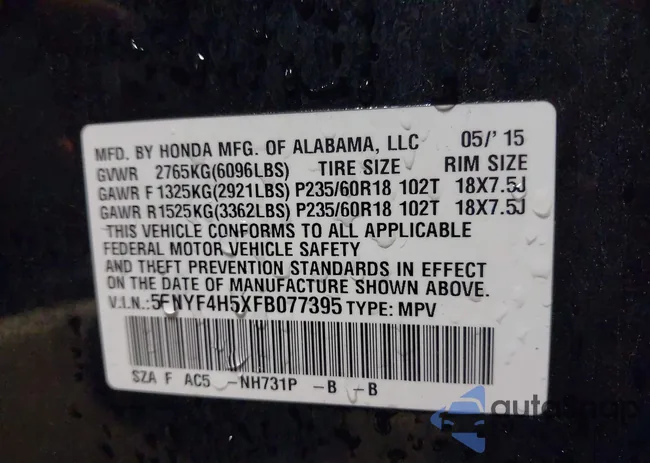 MFD. BY HONDA MFG. OF ALABAMA, LLC 05/'15
GVWR 2765KG(6096LBS) TIRE SIZE RIM SIZE
GAWR F1325KG(2921LBS) P235/60R18 102T 18X7.5J
GAWR R1525KG(3362LBS) P235/60R18 102T 18X7.5J
THIS VEHICLE CONFORMS TO ALL APPLICABLE
FEDERAL MOTOR VEHICLE SAFETY
AND THEFT PREVENTION STANDARDS IN EFFECT
ON THE DATE OF MANUFACTURE SHOWN ABOVE.
V.I.N.:5FNYF4H5XFB077395 TYPE: MPV
SZA F AC5 -NH731P -B -B